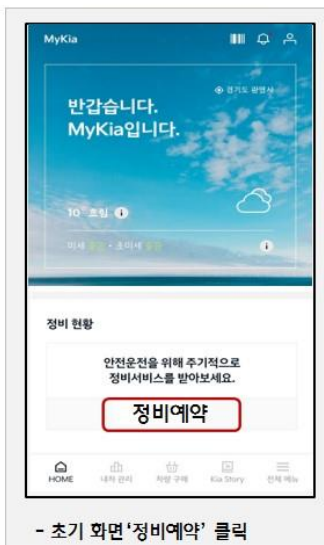 MyKia
경기도 광명시
반갑습니다.
MyKia입니다.
10° 흐림
미세 좋음 · 초미세 좋음
정비 현황
안전운전을 위해 주기적으로
정비서비스를 받아보세요.
정비예약
HOME 내차 관리 차량 구매 Kia Story 전체 메뉴
- 초기 화면‘정비예약’ 클릭